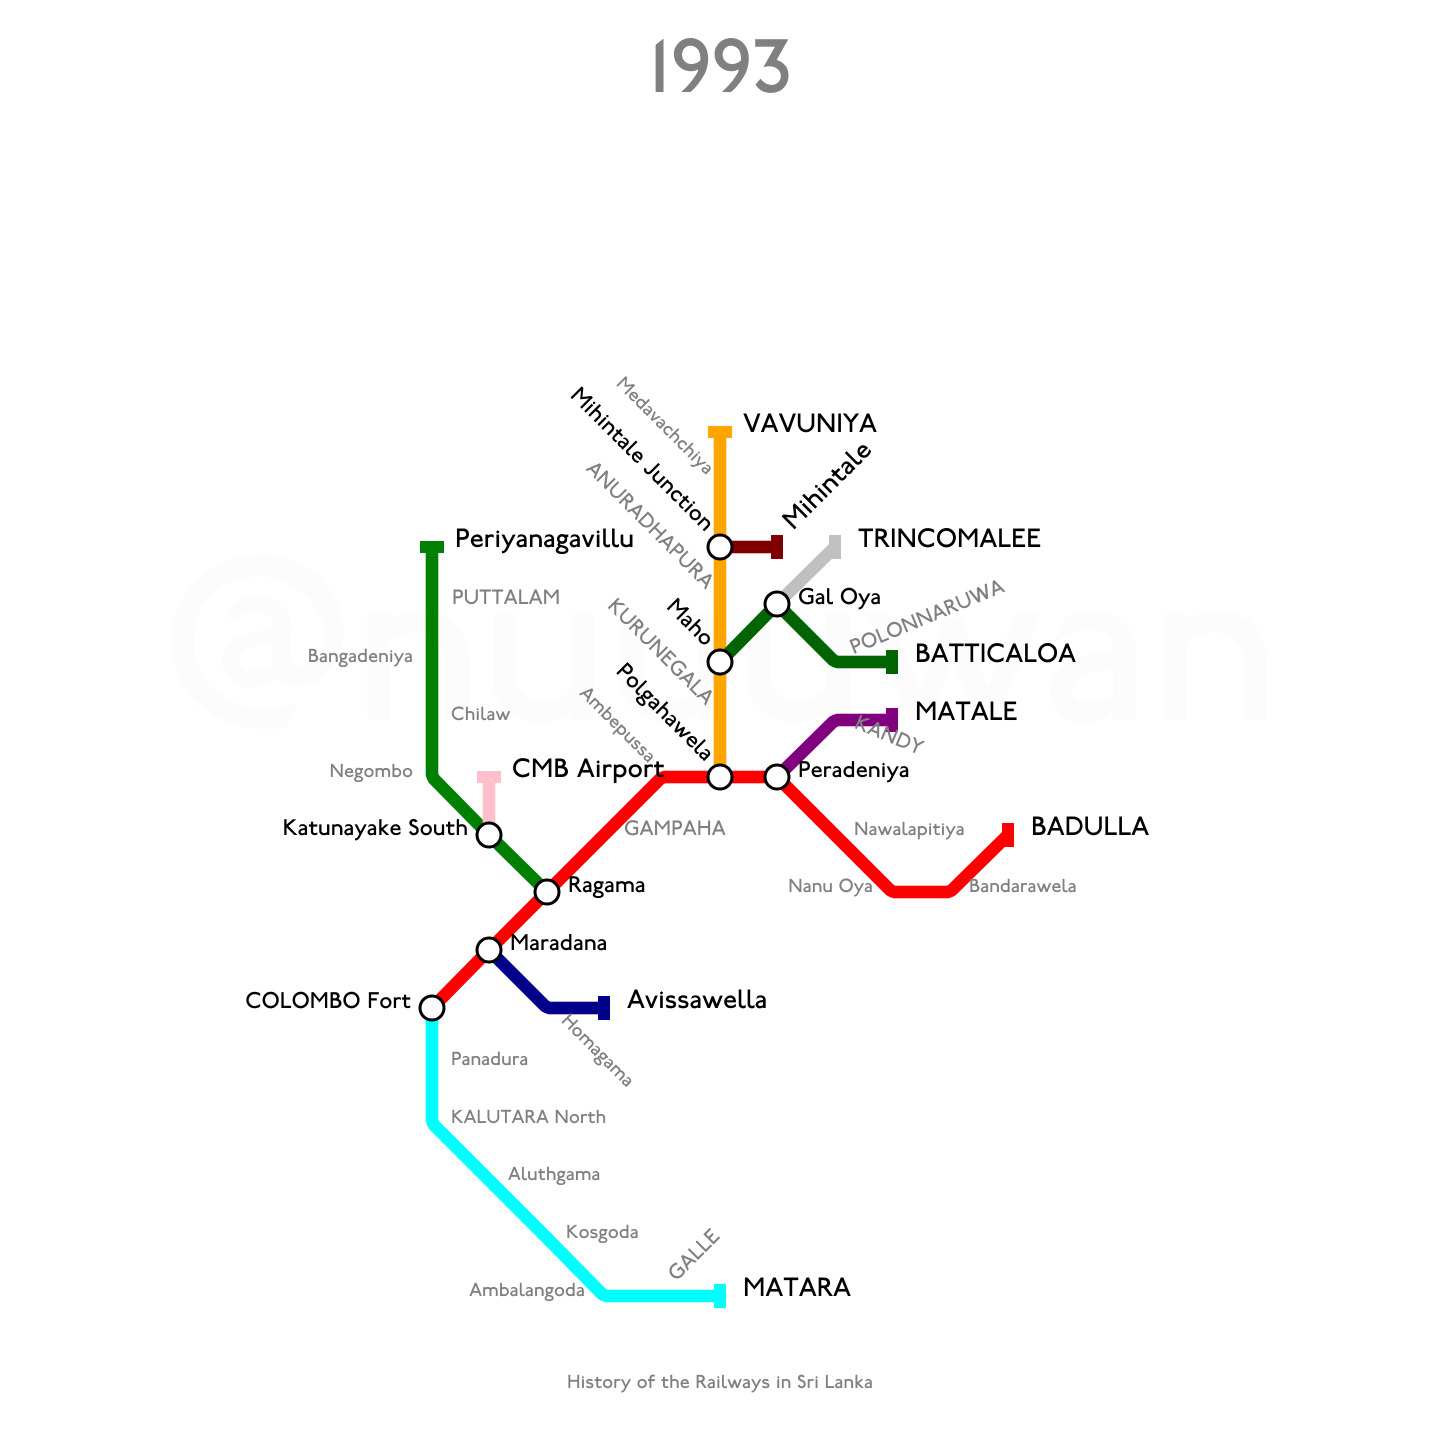 1993
Medavachchiya
VAVUNIYA
Mihintale Junction
Mihintale
ANURADHAPURA
Periyanagavillu
TRINCOMALEE
PUTTALAM
Gal Oya
Maho
POLONNARUWA
KURUNEGALA
Bangadeniya
BATTICALOA
Polgahawela
Chilaw
Ambepussa
MATALE
KANDY
Negombo
CMB Airport
Peradeniya
Katunayake South
GAMPAHA
Nawalapitiya
BADULLA
Ragama
Nanu Oya
Bandarawela
Maradana
COLOMBO Fort
Avissawella
Homagama
Panadura
KALUTARA North
Aluthgama
Kosgoda
GALLE
Ambalangoda
MATARA
History of the Railways in Sri Lanka